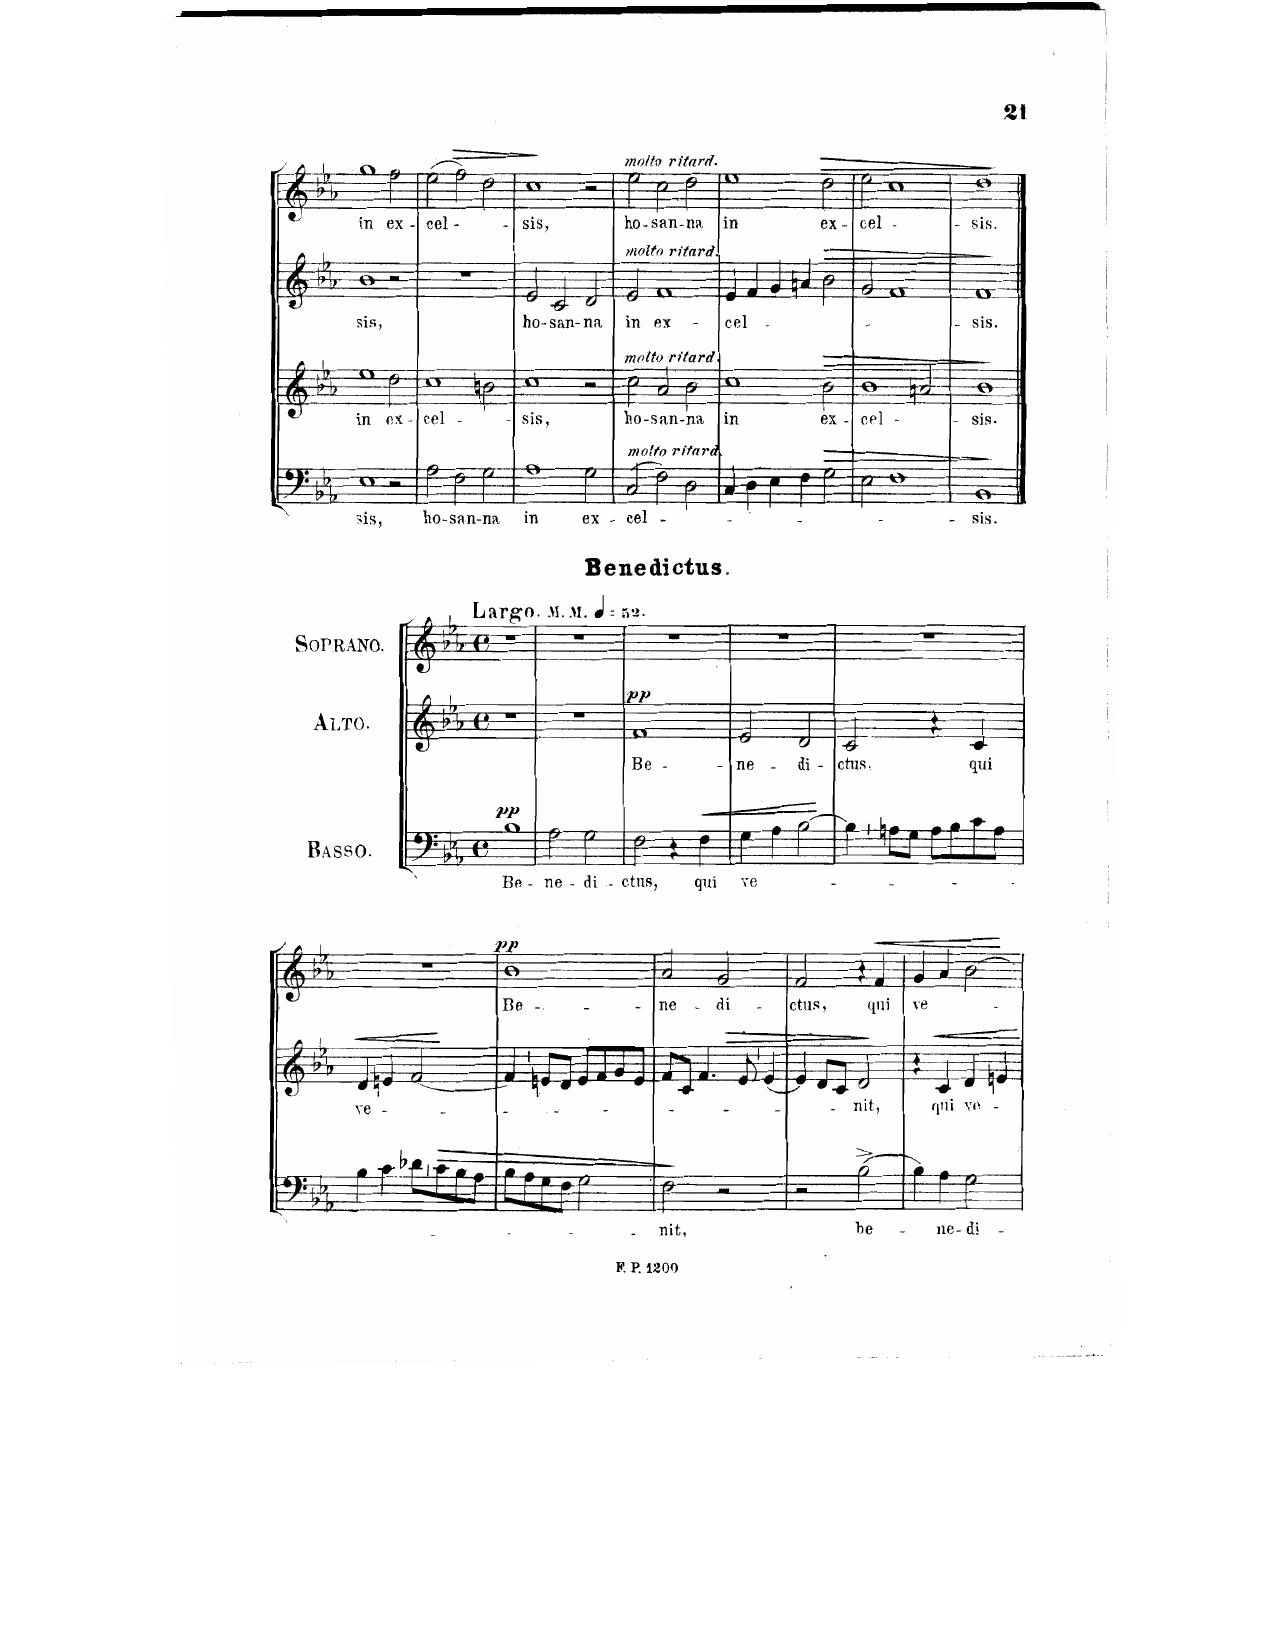 21
molto ritard.
in ex - cel - - sis, ho-san-na in ex - cel - - sis.
molto ritard.
sis, ho-san-na in ex - cel - - - sis.
molto ritard.
in ex - cel - - sis, ho-san-na in ex - cel - - sis.
molto ritard.
sis, ho-san-na in ex - cel - - - - sis.
Benedictus.
Largo. M. M. ♩ = 52.
SOPRANO.
pp
ALTO.
Be - - ne - di - ctus, qui
pp
BASSO.
Be - ne - di - ctus, qui ve - - - -
pp
Be - - - ne - di - ctus, qui ve -
ve - - - - - - - - nit, qui ve -
- - - - nit, be - ne-di -
F. P. 1200